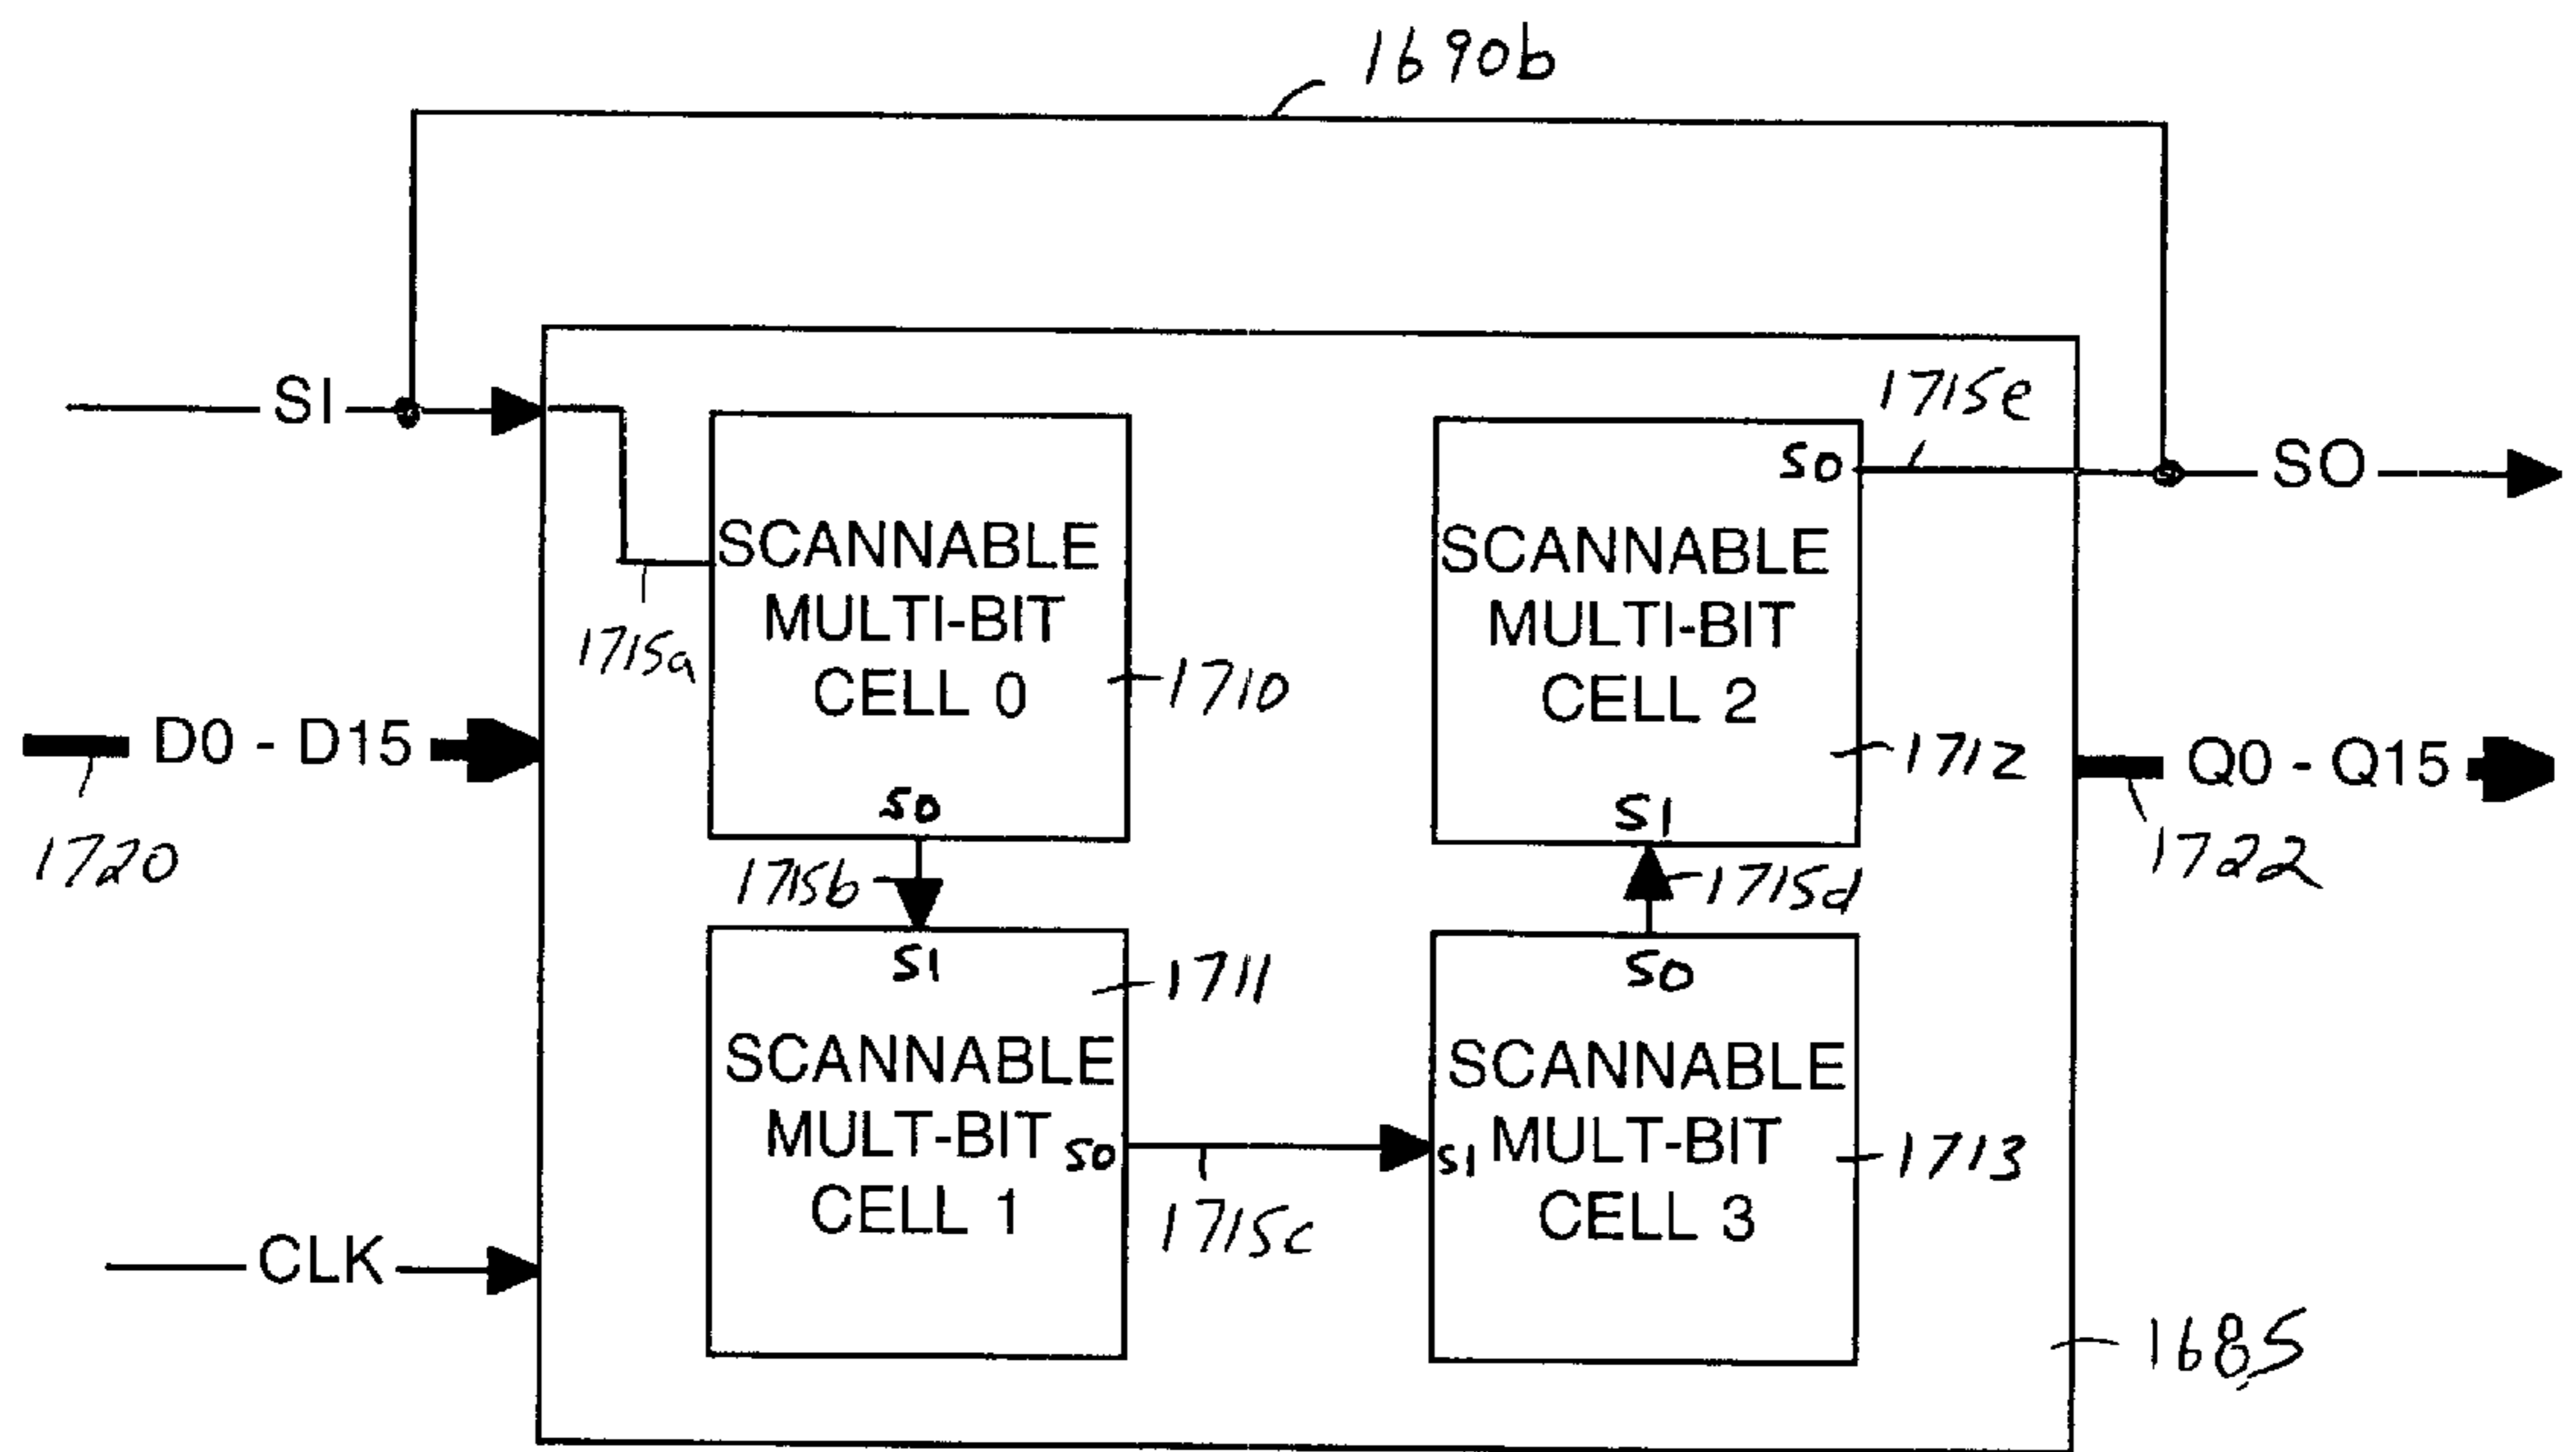 1690b
SI
SO
1715e
SO
SCANNABLE
MULTI-BIT
CELL 0
1715a
1710
SO
SCANNABLE
MULTI-BIT
CELL 2
1712
SI
D0 - D15
1720
Q0 - Q15
1722
1715b
1715d
SI
1711
SCANNABLE
MULT-BIT
CELL 1
SO
1715c
SO
SI
SCANNABLE
MULT-BIT
CELL 3
1713
CLK
1685